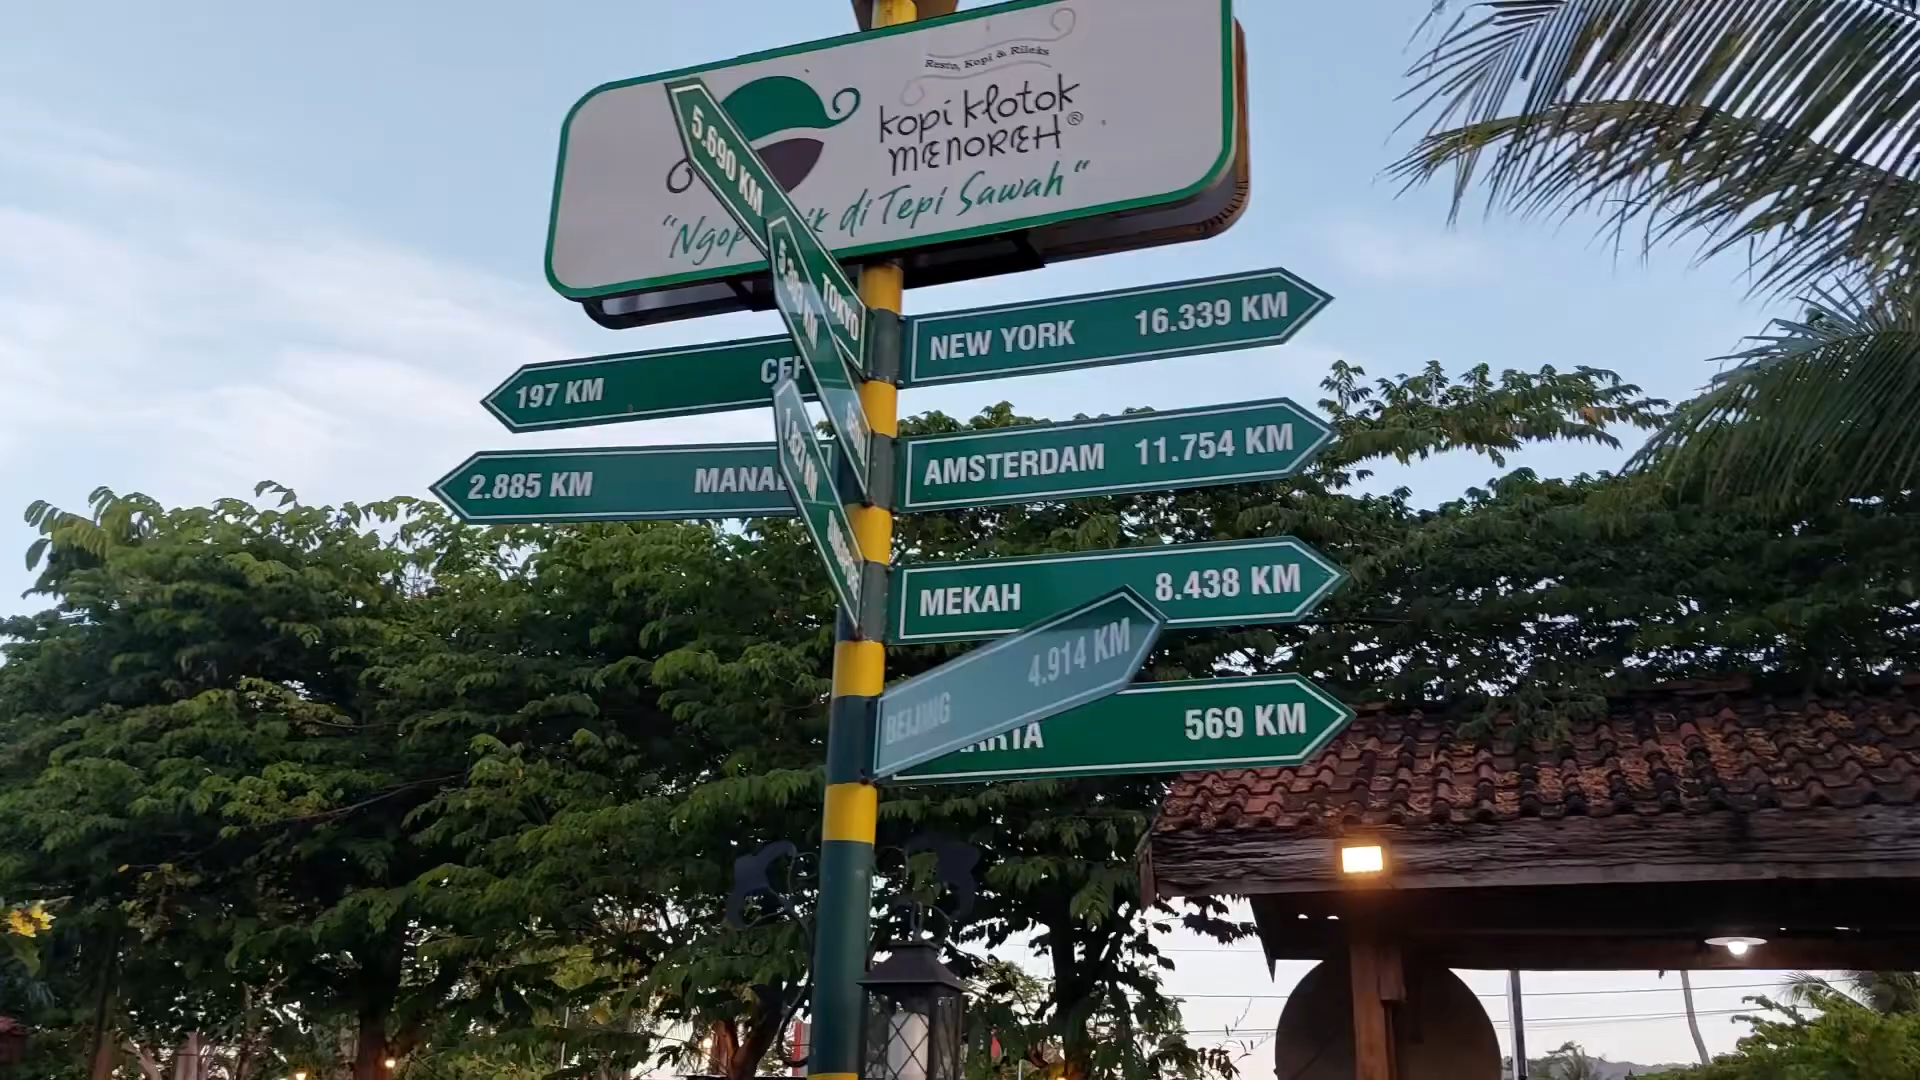 Resto, Kopi & Rileks
kopi klotok
MENOREH®
di Tepi Sawah"
5.690 KM TOKYO
NEW YORK 16.339 KM
197 KM
AMSTERDAM 11.754 KM
2.885 KM
MEKAH 8.438 KM
BEIJING 4.914 KM
569 KM